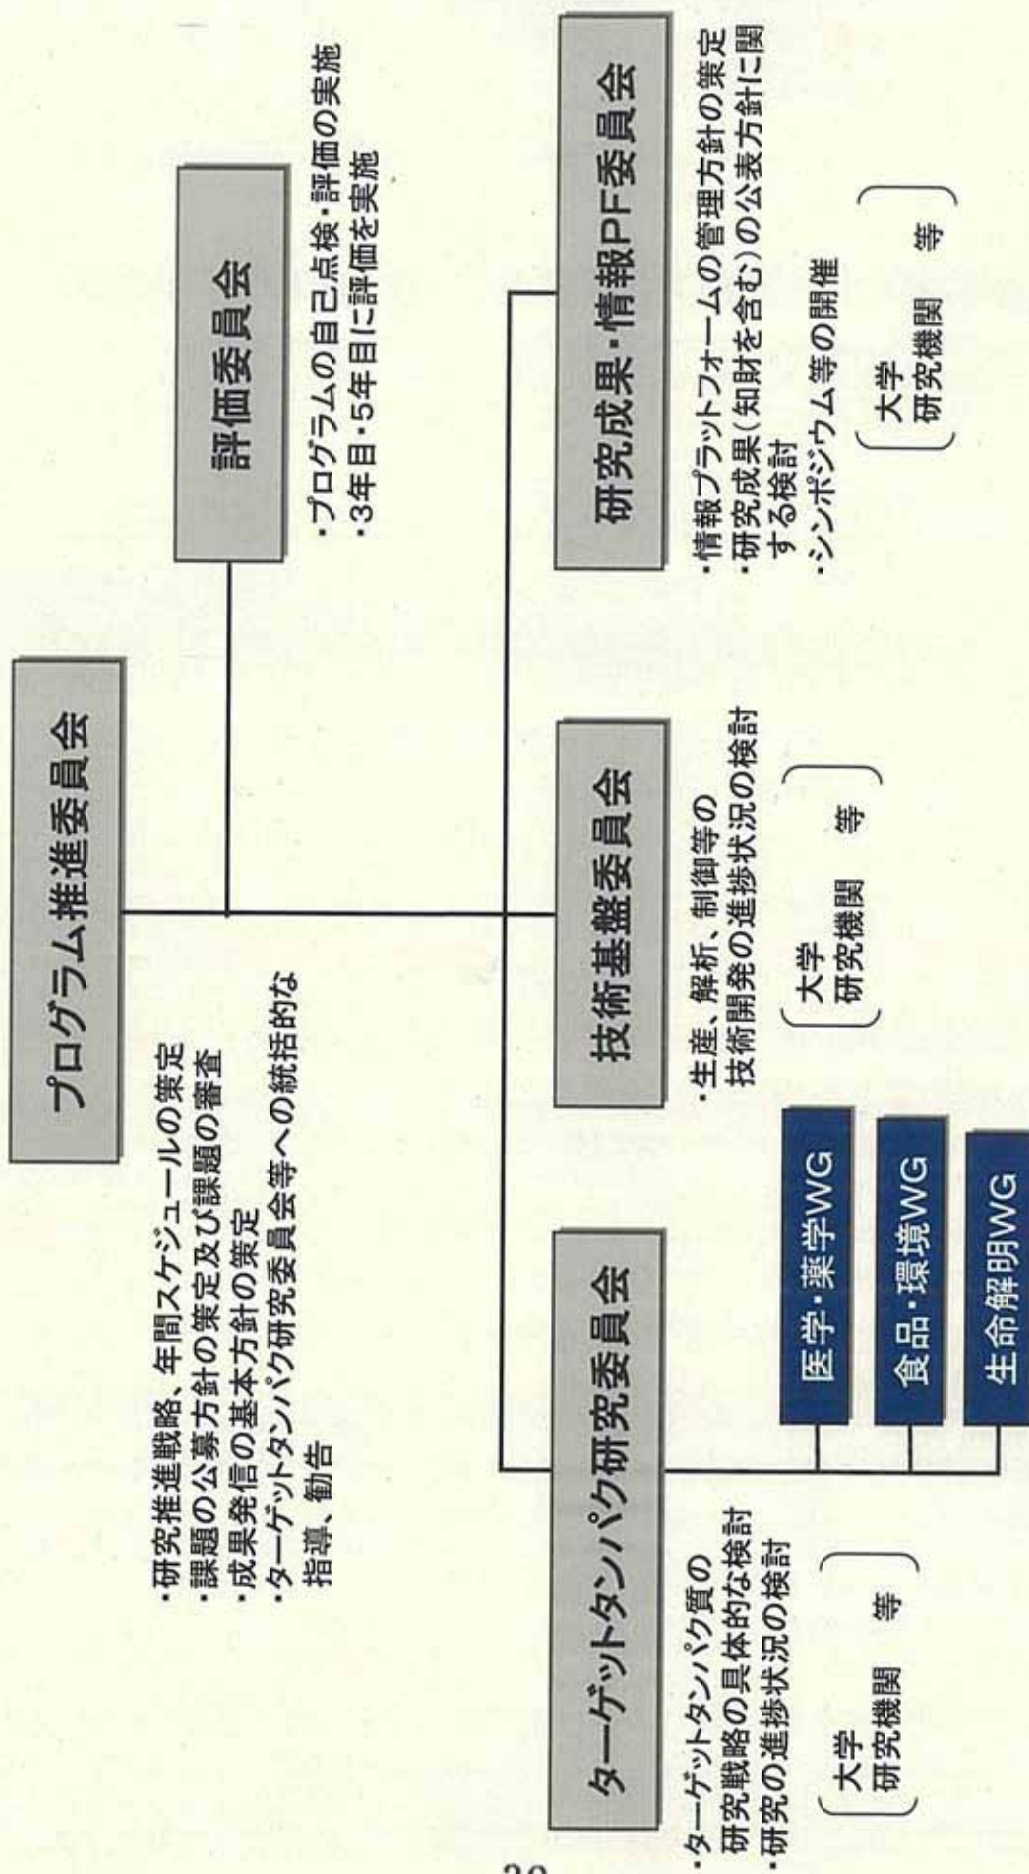 プログラム推進委員会
・研究推進戦略、年間スケジュールの策定
・課題の公募方針の策定及び課題の審査
・成果発信の基本方針の策定
・ターゲットタンパク研究委員会等への統括的な
指導、勧告
評価委員会
・プログラムの自己点検・評価の実施
・3年目・5年目に評価を実施
ターゲットタンパク研究委員会
・ターゲットタンパク質の
研究戦略の具体的な検討
・研究の進捗状況の検討
大学
研究機関 等
医学・薬学WG
食品・環境WG
生命解明WG
技術基盤委員会
・生産、解析、制御等の
技術開発の進捗状況の検討
大学
研究機関 等
研究成果・情報PF委員会
・情報プラットフォームの管理方針の策定
・研究成果(知財を含む)の公表方針に関
する検討
・シンポジウム等の開催
大学
研究機関 等